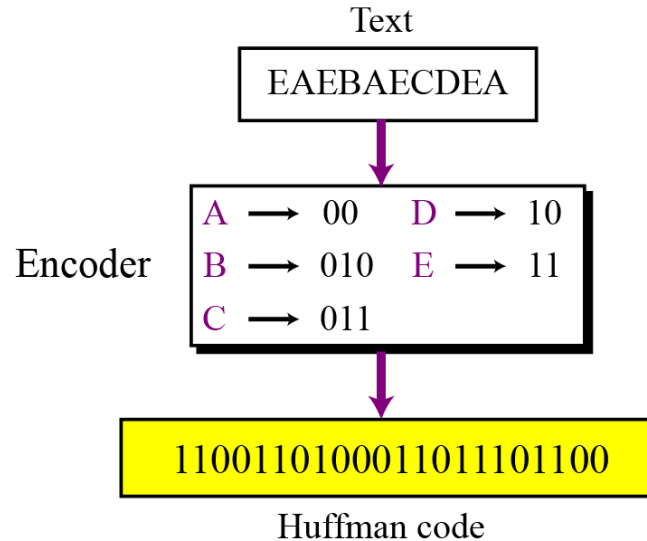 Text
EAEBAECDEA
A → 00 D → 10
Encoder B → 010 E → 11
C → 011
1100110100011011101100
Huffman code